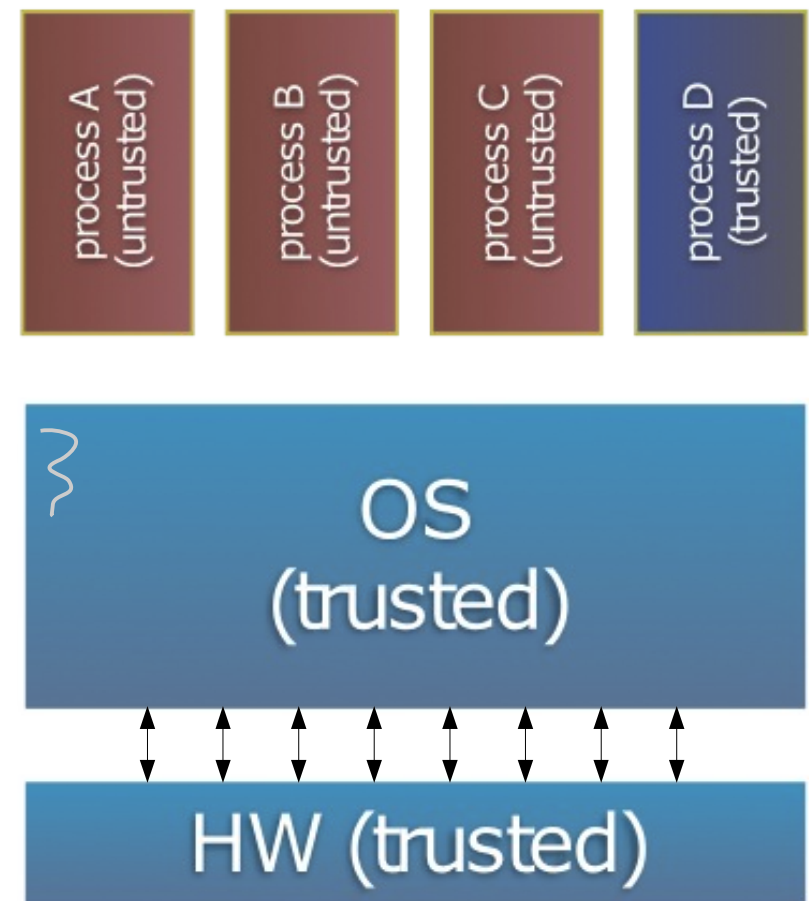 process A
(untrusted)
process B
(untrusted)
process C
(untrusted)
process D
(trusted)
OS
(trusted)
HW (trusted)